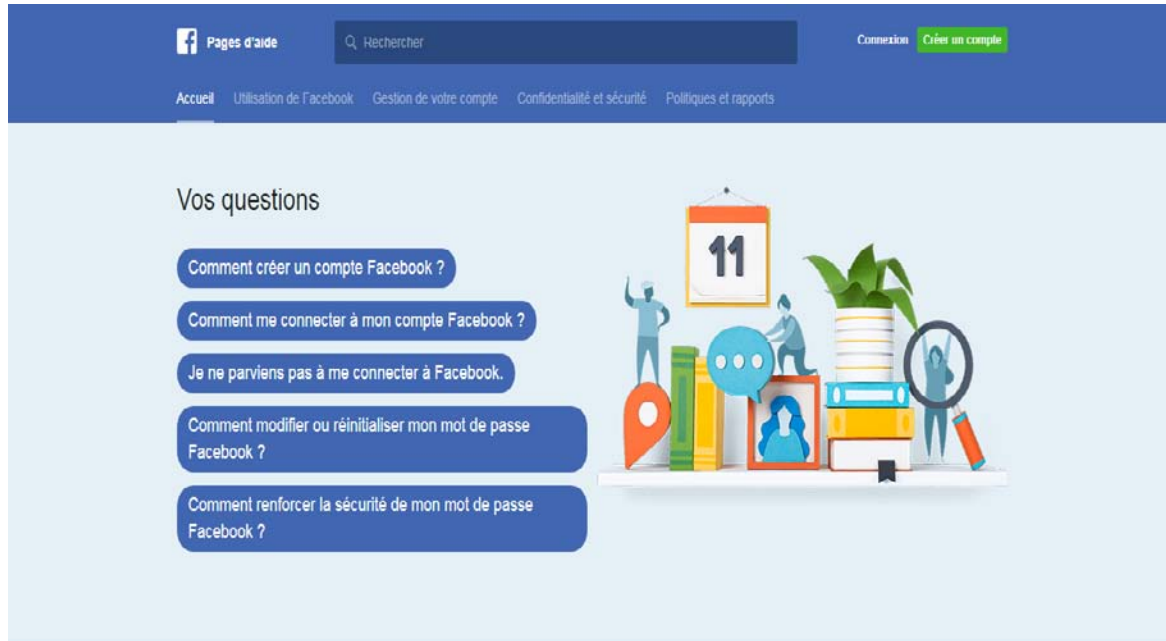 Pages d'aide
Rechercher
Connexion
Créer un compte
Accueil
Utilisation de Facebook
Gestion de votre compte
Confidentialité et sécurité
Politiques et rapports
Vos questions
Comment créer un compte Facebook ?
Comment me connecter à mon compte Facebook ?
Je ne parviens pas à me connecter à Facebook.
Comment modifier ou réinitialiser mon mot de passe
Facebook ?
Comment renforcer la sécurité de mon mot de passe
Facebook ?
11